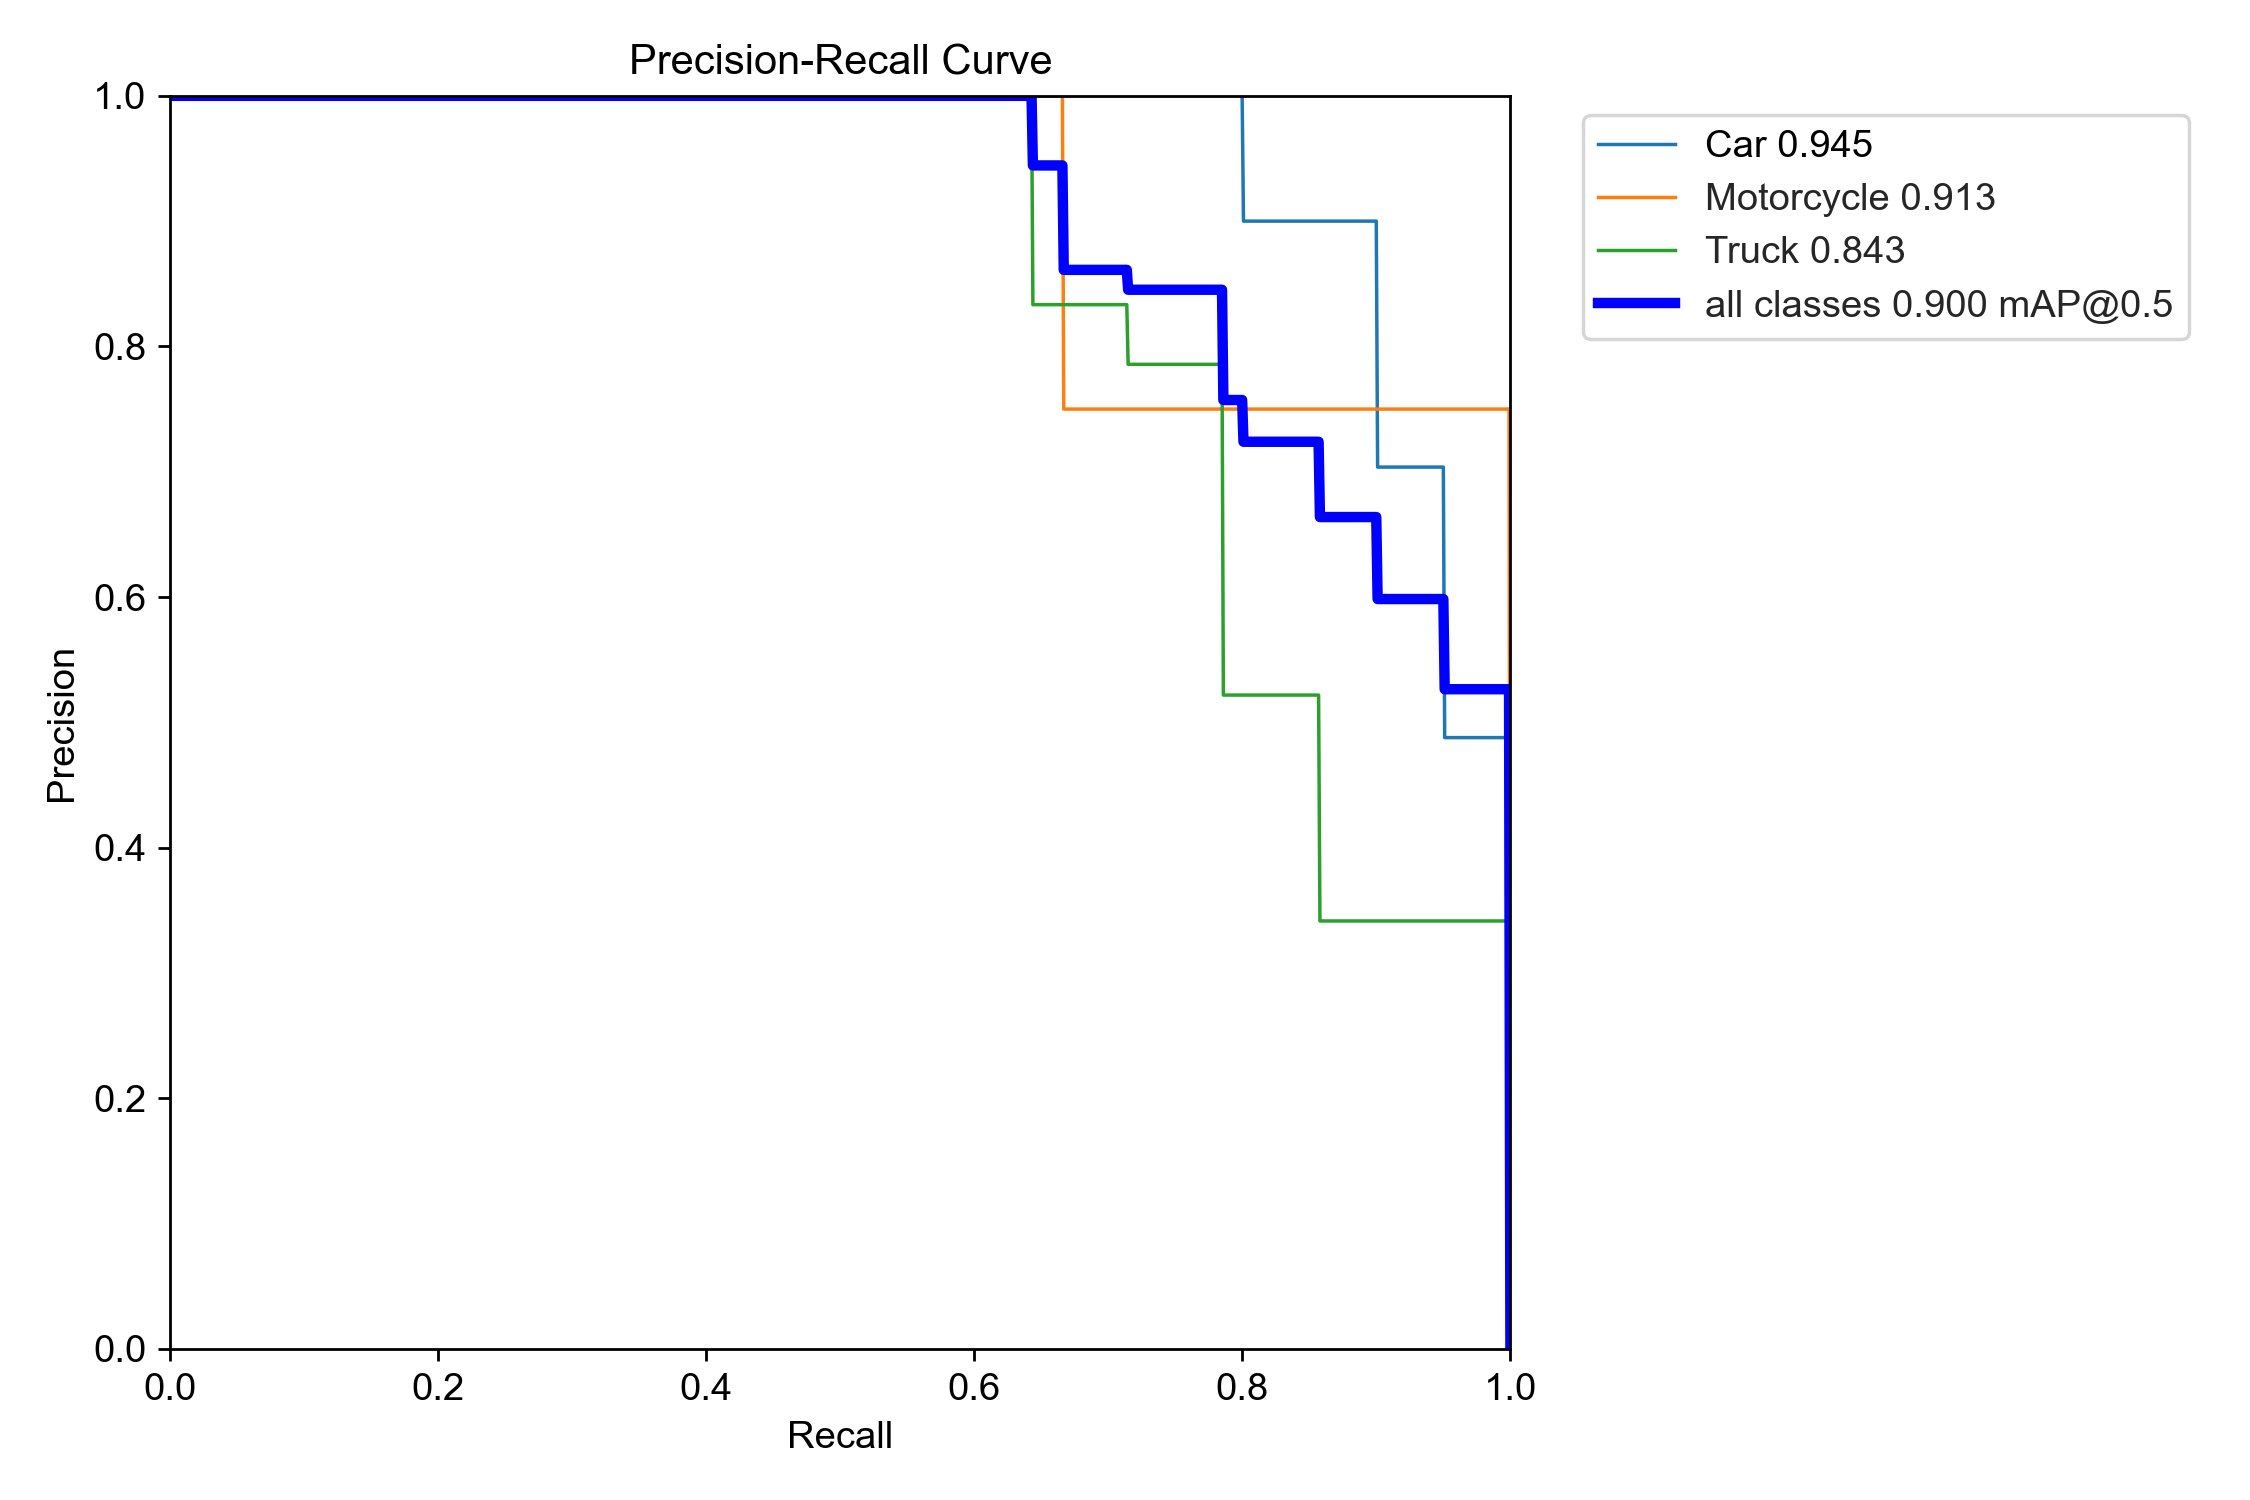 Precision-Recall Curve
1.0
0.8
0.6
0.4
0.2
0.0
Precision
0.0 0.2 0.4 0.6 0.8 1.0
Recall
Car 0.945
Motorcycle 0.913
Truck 0.843
all classes 0.900 mAP@0.5